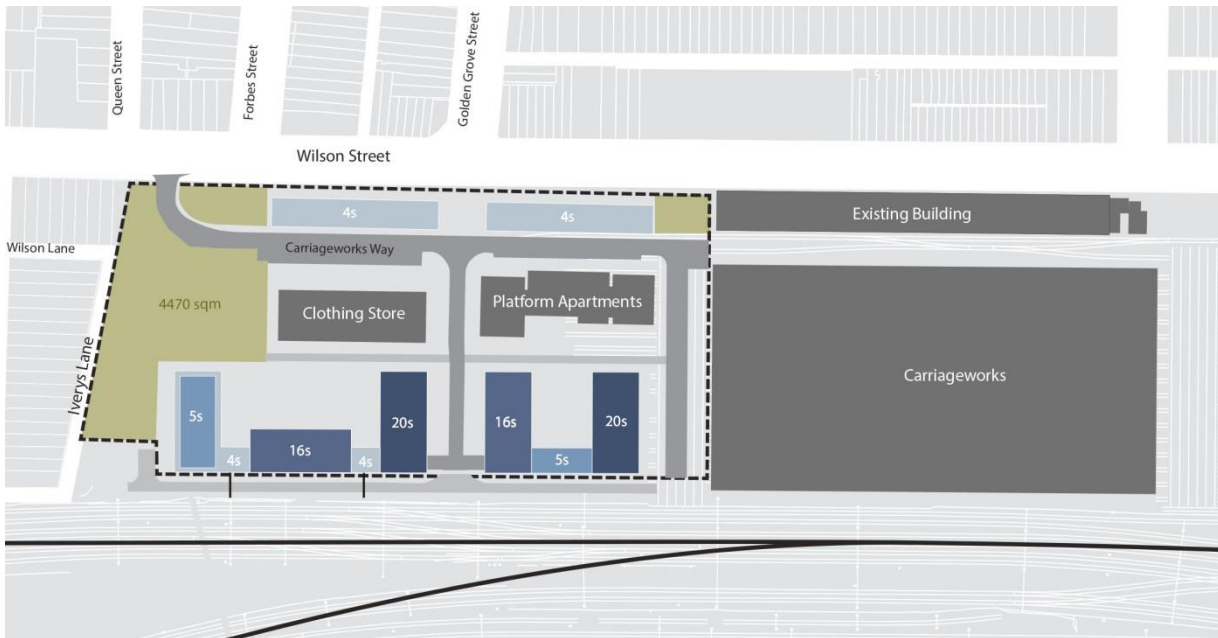 Queen Street
Forbes Street
Golden Grove Street
Wilson Street
4s
4s
Existing Building
Wilson Lane
Carriageworks Way
4470 sqm
Clothing Store
Platform Apartments
Carriageworks
Iverys Lane
5s
4s
16s
4s
20s
16s
5s
20s